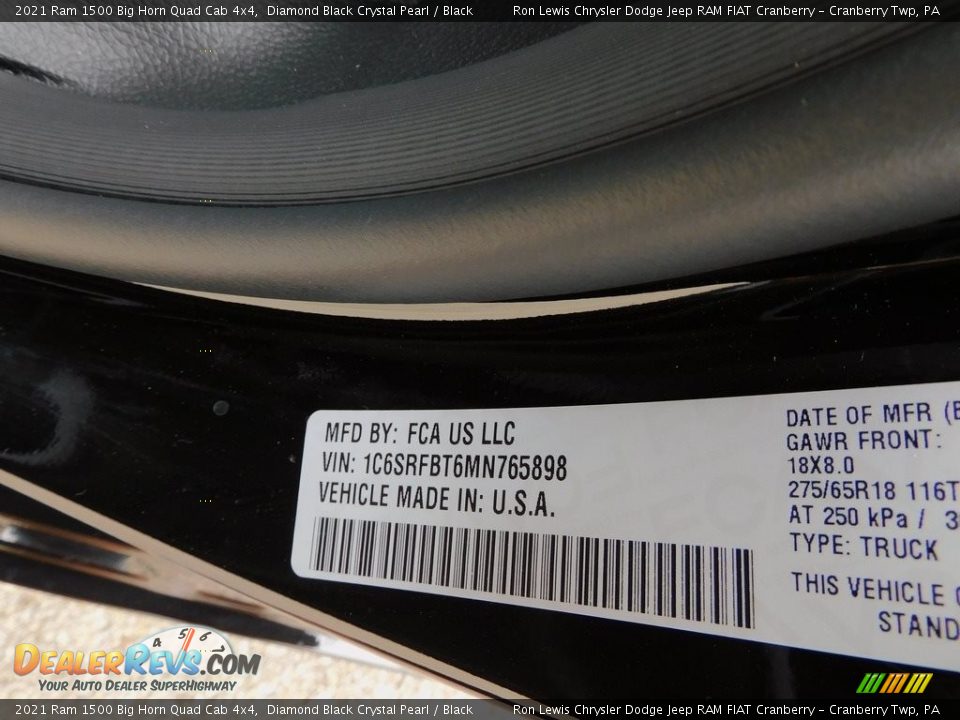 2021 Ram 1500 Big Horn Quad Cab 4x4, Diamond Black Crystal Pearl / Black Ron Lewis Chrysler Dodge Jeep RAM FIAT Cranberry - Cranberry Twp, PA
MFD BY: FCA US LLC
VIN: 1C6SRFBT6MN765898
VEHICLE MADE IN: U.S.A.
DATE OF MFR
GAWR FRONT:
18X8.0
275/65R18 116T
AT 250 kPa /
TYPE: TRUCK
THIS VEHICLE
STAND
4 5 6
DealerRevs.com
Your Auto Dealer SuperHighway
2021 Ram 1500 Big Horn Quad Cab 4x4, Diamond Black Crystal Pearl / Black Ron Lewis Chrysler Dodge Jeep RAM FIAT Cranberry - Cranberry Twp, PA